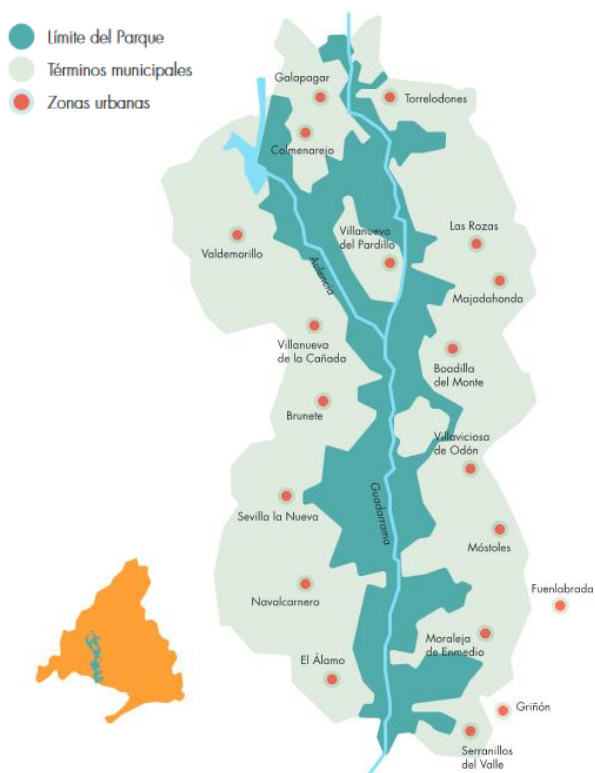 Límite del Parque
Términos municipales
Zonas urbanas
Galapagar
Torrelodones
Colmenarejo
Valdemorillo
Villanueva
del Pardillo
Las Rozas
Aulencia
Majadahonda
Villanueva
de la Cañada
Boadilla
del Monte
Brunete
Villaviciosa
de Odón
Sevilla la Nueva
Guadarrama
Móstoles
Navalcarnero
Fuenlabrada
Moraleja
de Enmedio
El Álamo
Griñón
Serranillos
del Valle